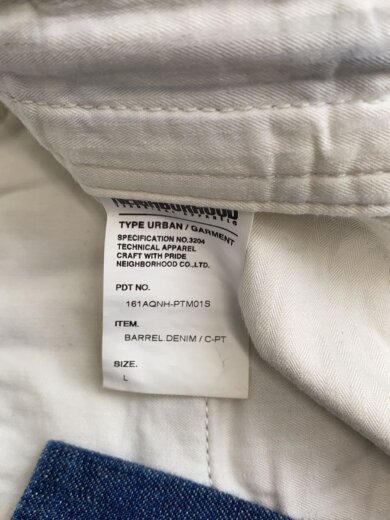 NEIGHBORHOOD
TYPE URBAN / GARMENT
SPECIFICATION NO.3204
TECHNICAL APPAREL
CRAFT WITH PRIDE
NEIGHBORHOOD CO.,LTD.
PDT NO.
161AQNH-PTM01S
ITEM.
BARREL.DENIM / C-PT
SIZE.
L